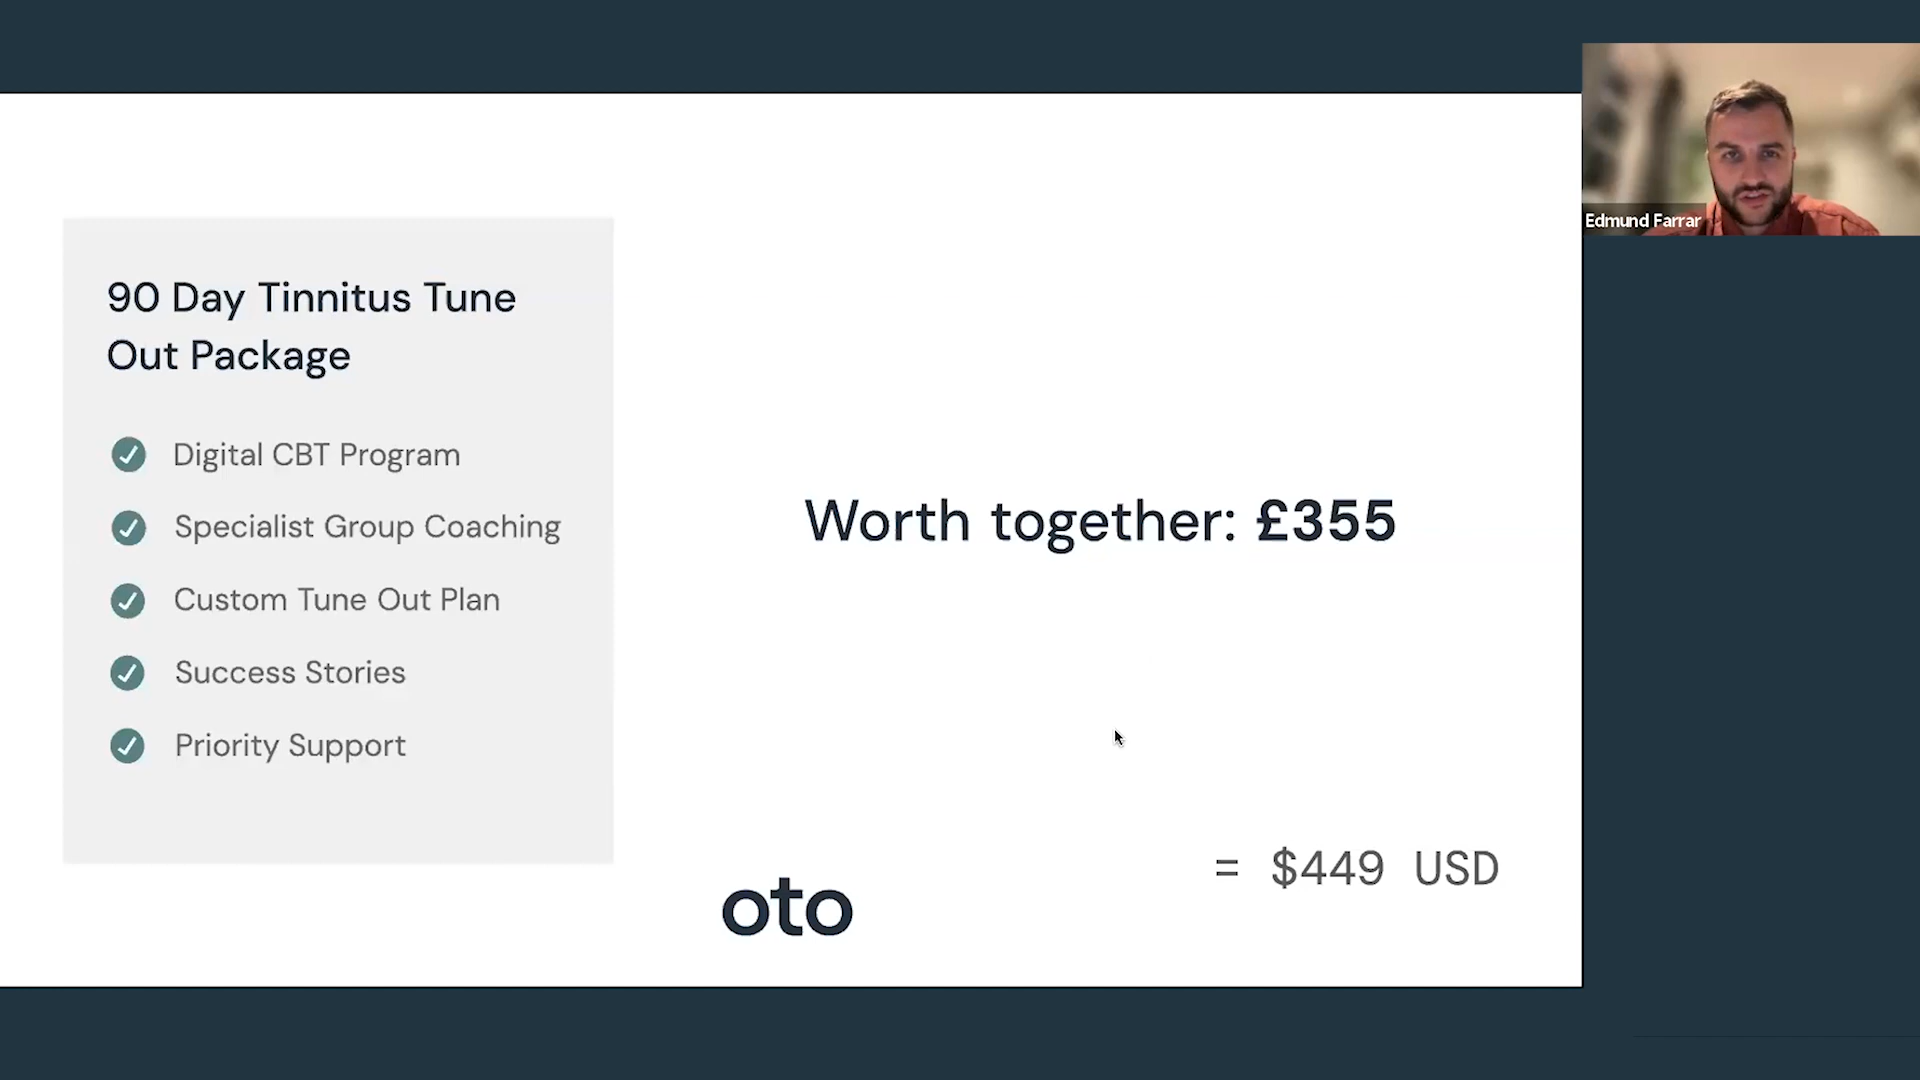 90 Day Tinnitus Tune
Out Package
Digital CBT Program
Specialist Group Coaching
Custom Tune Out Plan
Success Stories
Priority Support
Worth together: £355
= $449 USD
oto
Edmund Farrar